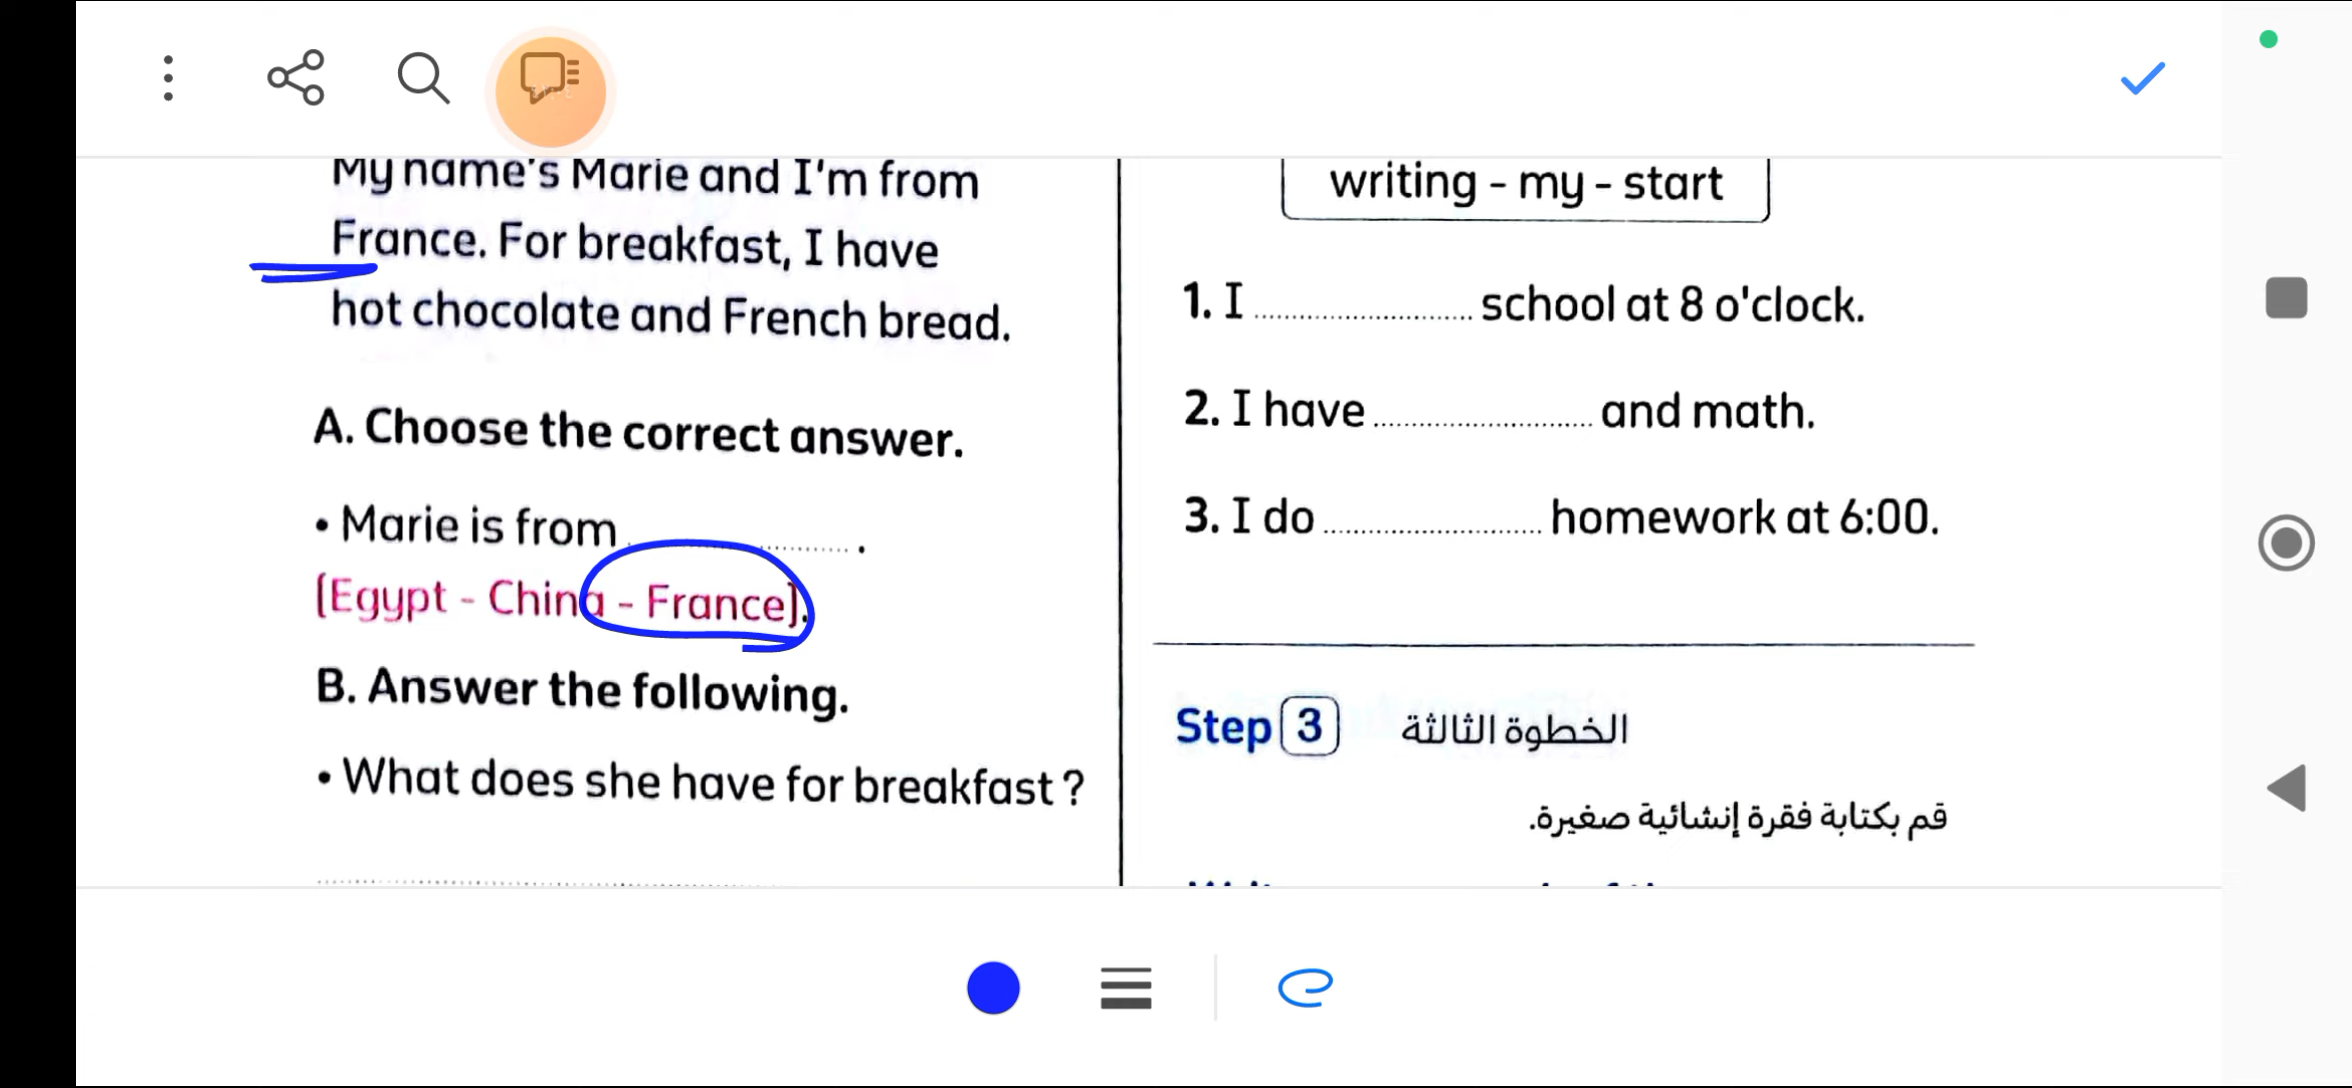 My name's Marie and I'm from
France. For breakfast, I have
hot chocolate and French bread.
A. Choose the correct answer.
• Marie is from .................... .
(Egypt - China - France).
B. Answer the following.
• What does she have for breakfast ?
writing - my - start
1. I .................... school at 8 o'clock.
2. I have .................... and math.
3. I do .................... homework at 6:00.
Step 3 الخطوة الثالثة
قم بكتابة فقرة إنشائية صغيرة.